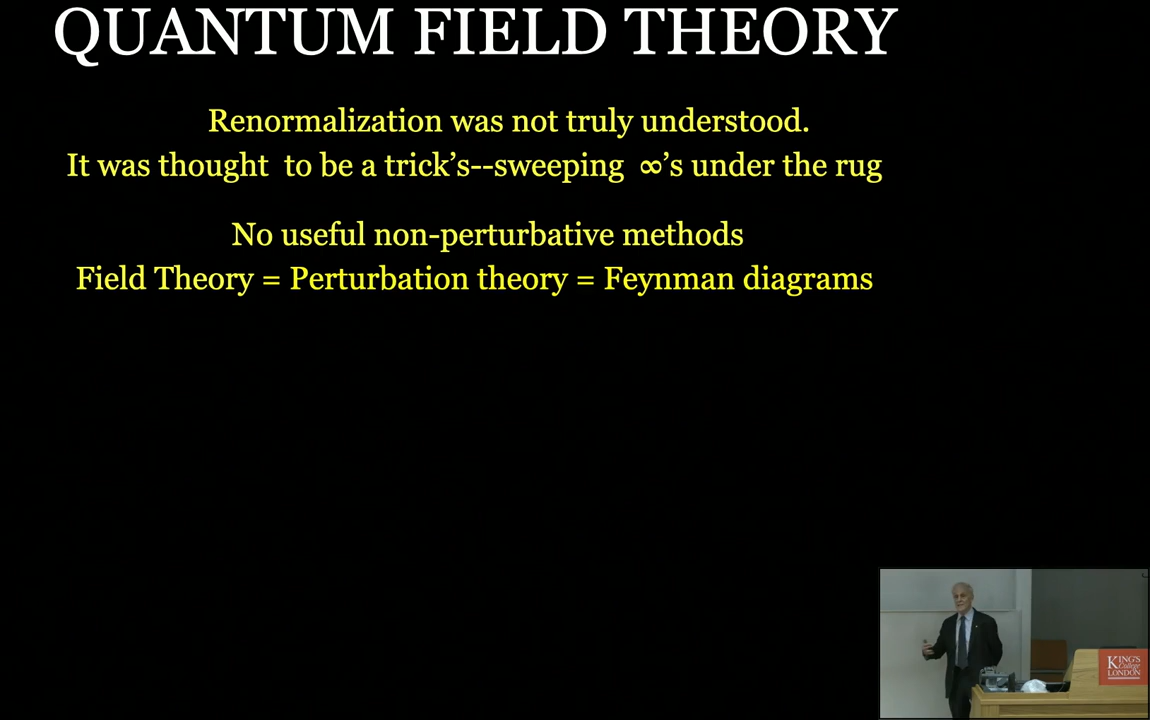 QUANTUM FIELD THEORY
Renormalization was not truly understood.
It was thought to be a trick’s--sweeping ∞’s under the rug
No useful non-perturbative methods
Field Theory = Perturbation theory = Feynman diagrams
KING'S
College
LONDON